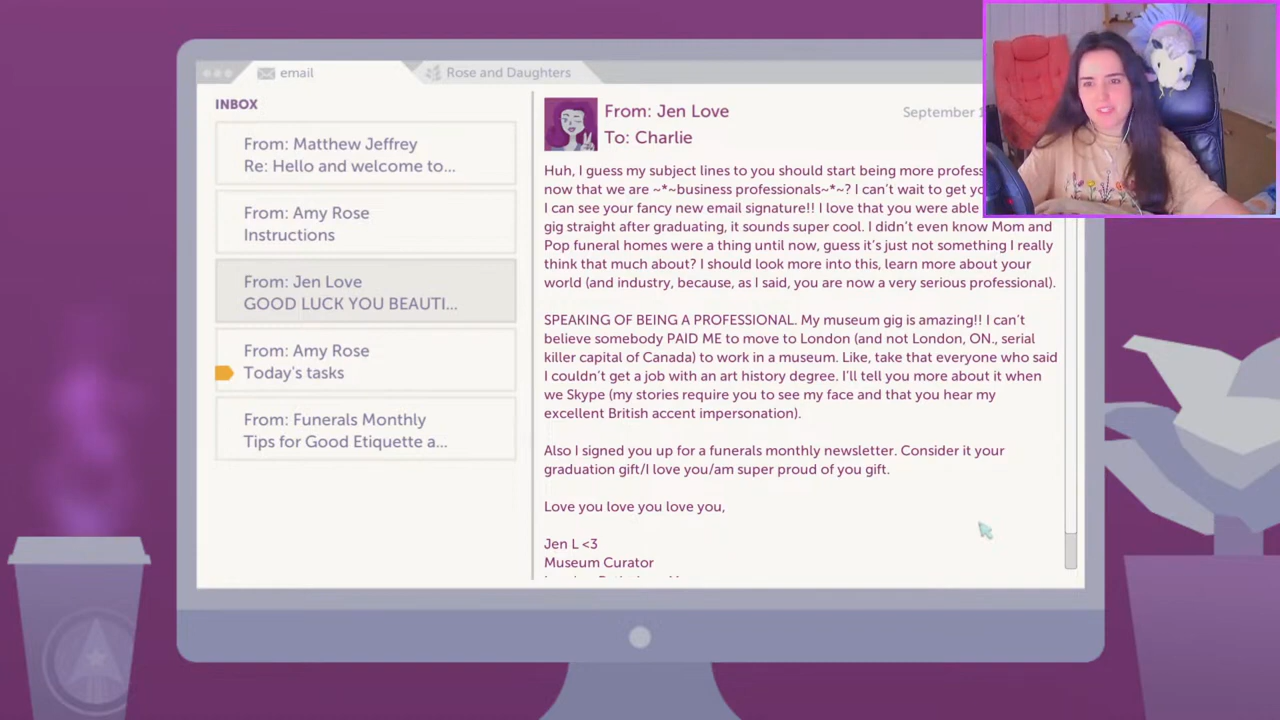 email
Rose and Daughters
INBOX
From: Matthew Jeffrey
Re: Hello and welcome to...
From: Amy Rose
Instructions
From: Jen Love
GOOD LUCK YOU BEAUTI...
From: Amy Rose
Today's tasks
From: Funerals Monthly
Tips for Good Etiquette a...
From: Jen Love
September
To: Charlie
Huh, I guess my subject lines to you should start being more
now that we are ~*~business professionals~*~? I can't wait to get
I can see your fancy new email signature!! I love that you were able
gig straight after graduating, it sounds super cool. I didn't even know Mom and
Pop funeral homes were a thing until now, guess it's just not something I really
think that much about? I should look more into this, learn more about your
world (and industry, because, as I said, you are now a very serious professional).
SPEAKING OF BEING A PROFESSIONAL. My museum gig is amazing!! I can't
believe somebody PAID ME to move to London (and not London, ON., serial
killer capital of Canada) to work in a museum. Like, take that everyone who said
I couldn't get a job with an art history degree. I'll tell you more about it when
we Skype (my stories require you to see my face and that you hear my
excellent British accent impersonation).
Also I signed you up for a funerals monthly newsletter. Consider it your
graduation gift/I love you/am super proud of you gift.
Love you love you love you,
Jen L <3
Museum Curator